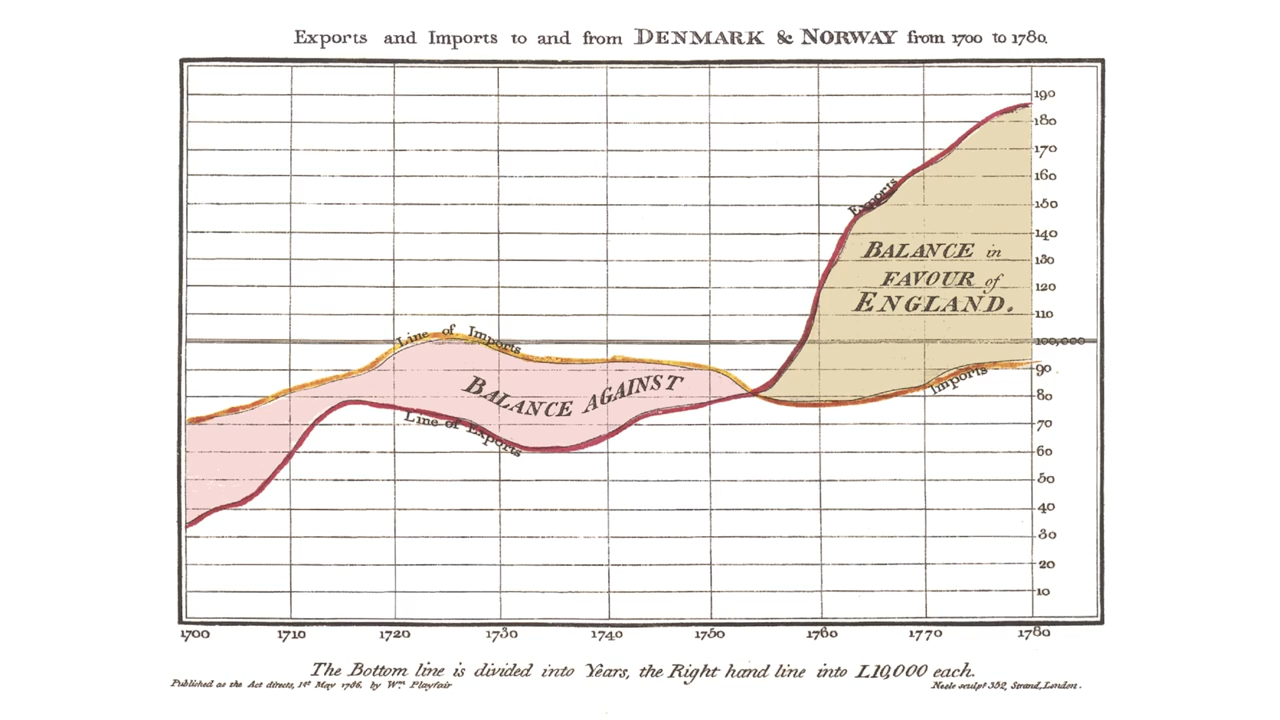 Exports and Imports to and from DENMARK & NORWAY from 1700 to 1780.
190
180
170
160
150
140
130
120
110
100,000
90
80
70
60
50
40
30
20
10
Exports
BALANCE in
FAVOUR of
ENGLAND.
Line of Imports
Imports
BALANCE AGAINST
Line of Exports
1700 1710 1720 1730 1740 1750 1760 1770 1780
The Bottom line is divided into Years, the Right hand line into L10,000 each.
Published as the Act directs, 1st May 1786, by Wm Playfair
Neele sculpt 352, Strand, London.